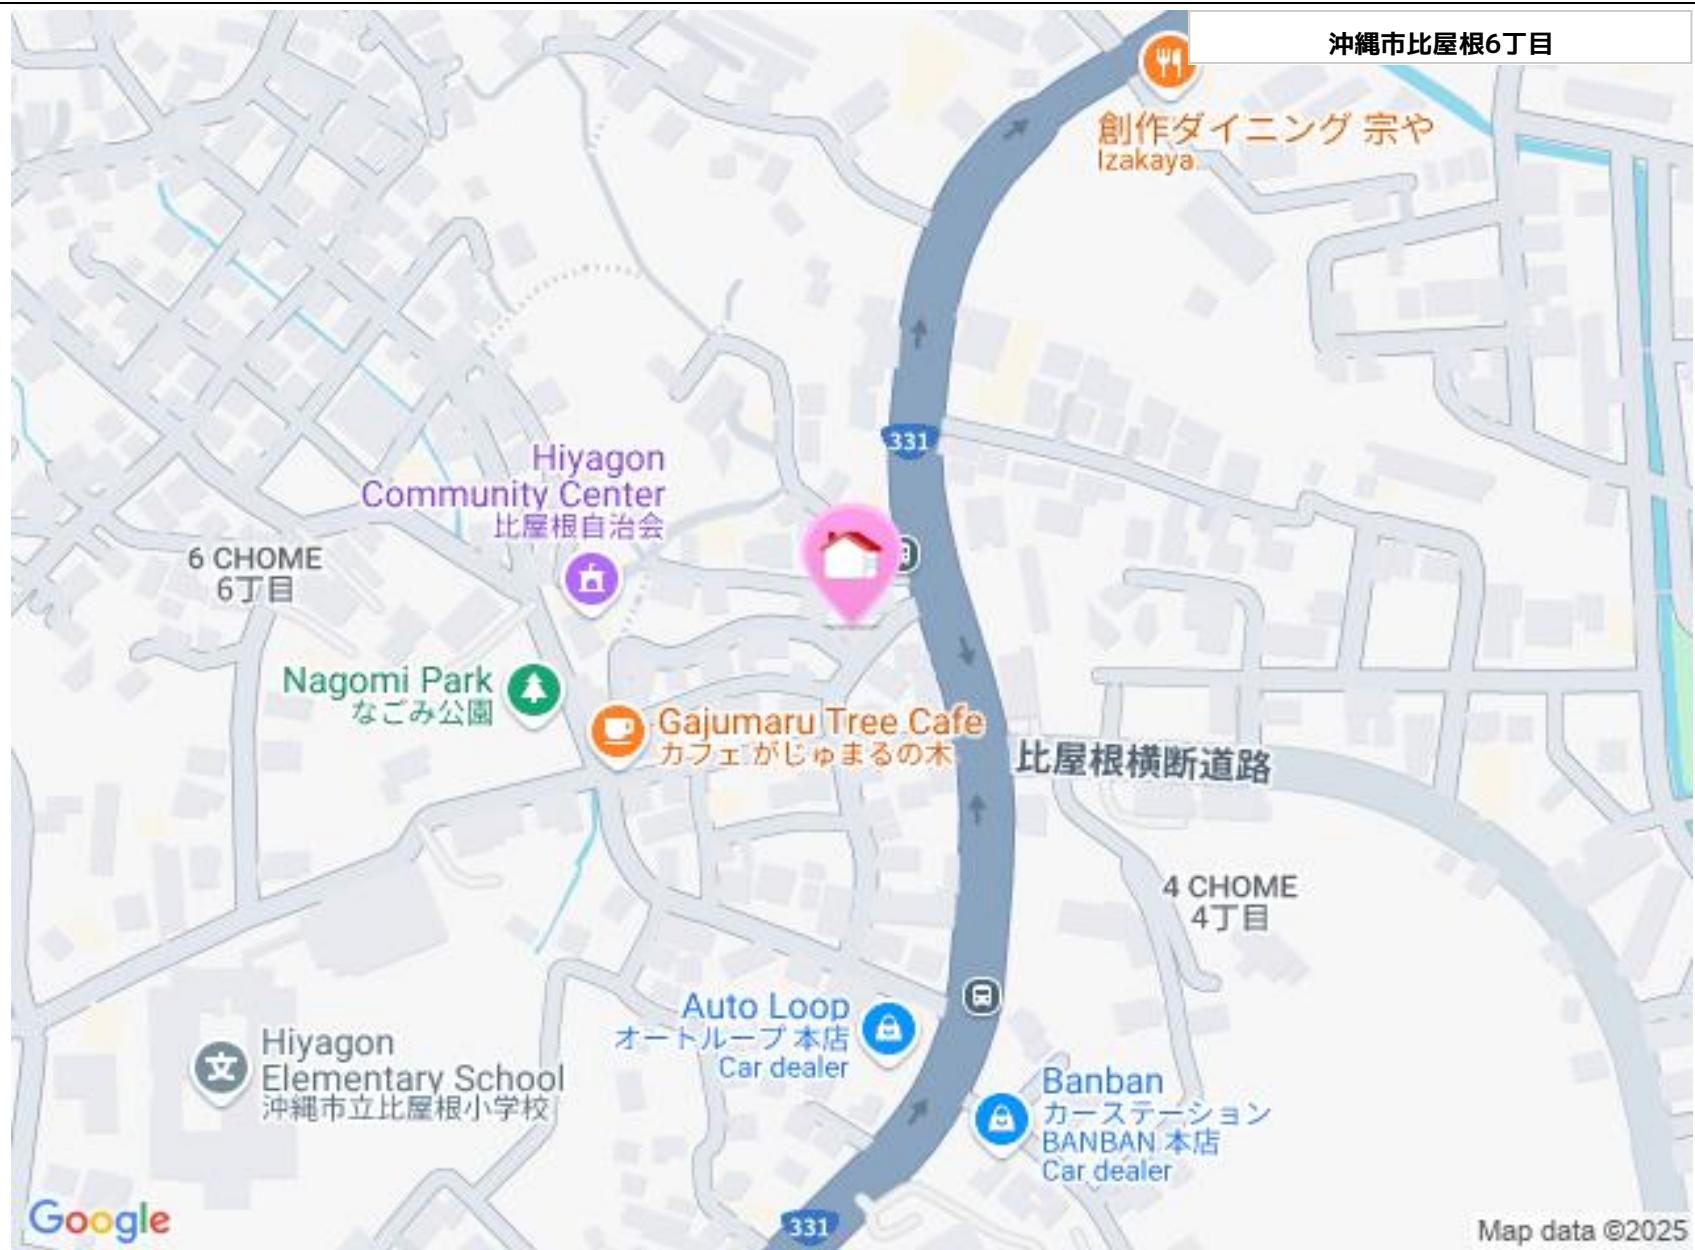 沖縄市比屋根6丁目
創作ダイニング 宗や
Izakaya
331
Hiyagon
Community Center
比屋根自治会
6 CHOME
6丁目
Nagomi Park
なごみ公園
Gajumaru Tree Cafe
カフェ がじゅまるの木
比屋根横断道路
4 CHOME
4丁目
Auto Loop
オートループ 本店
Car dealer
Hiyagon
Elementary School
沖縄市立比屋根小学校
文
Banban
カーステーション
BANBAN 本店
Car dealer
331
Google
Map data ©2025